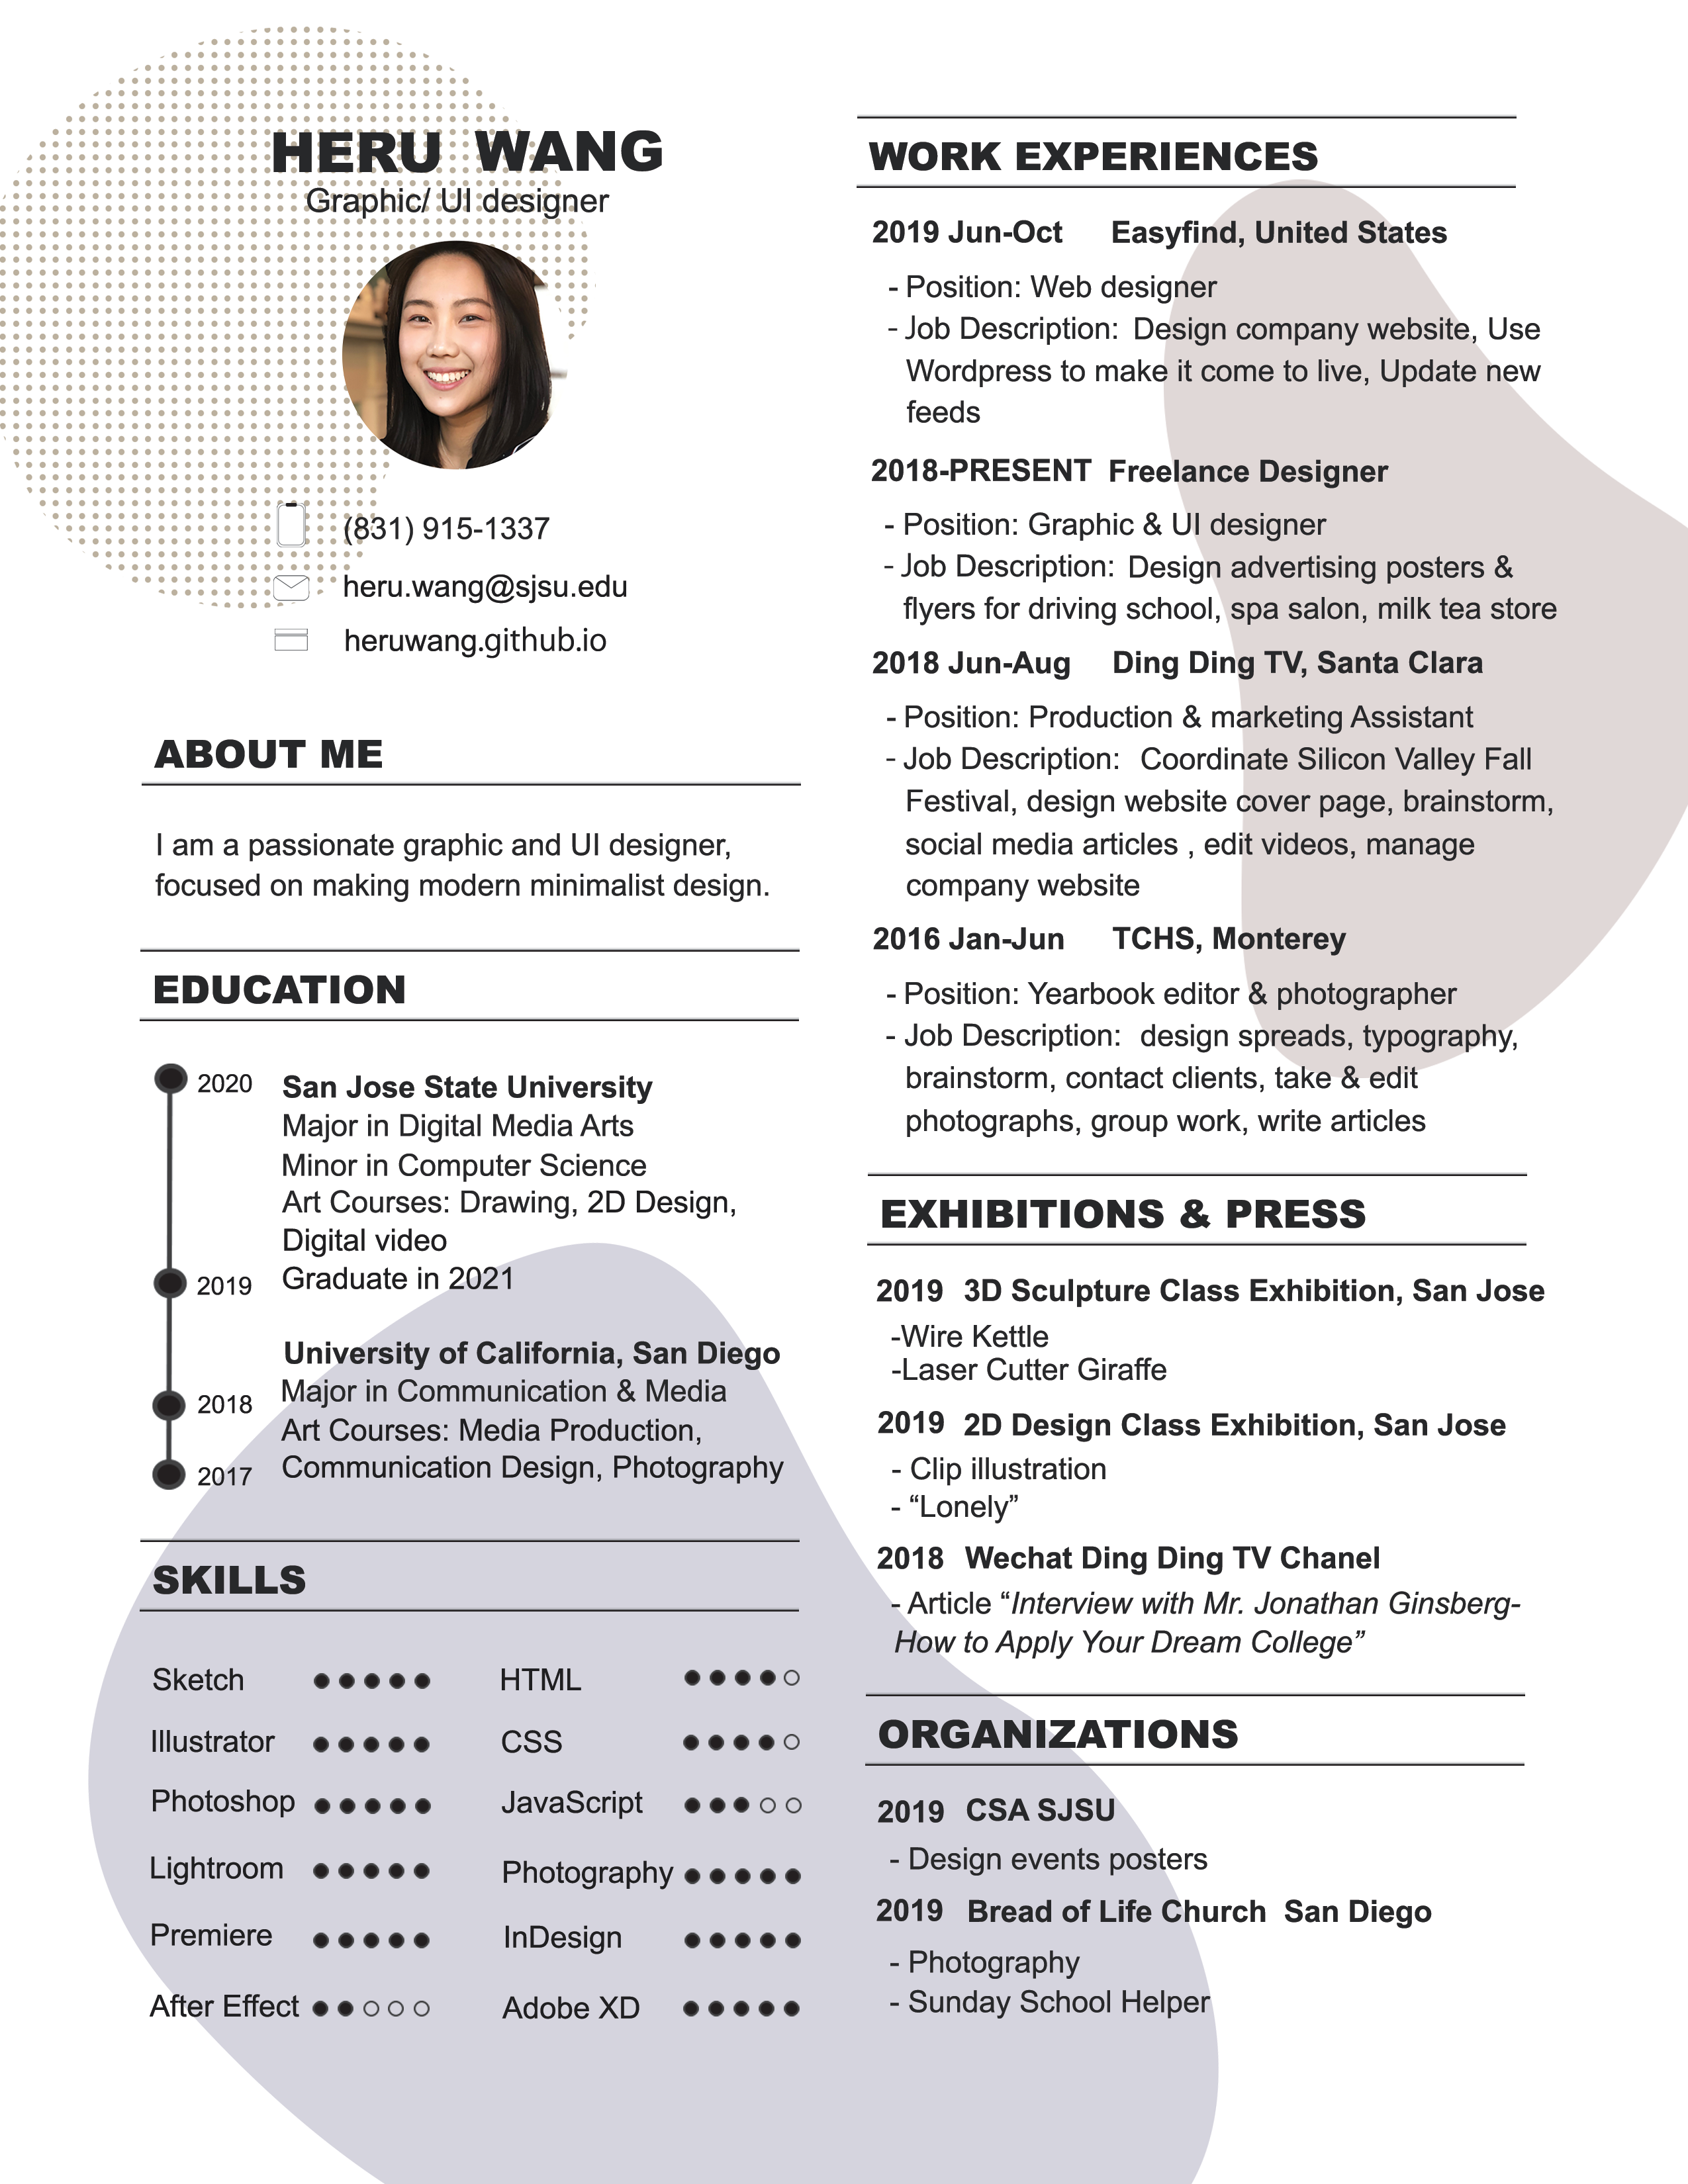 HERU WANG
Graphic/ UI designer
(831) 915-1337
heru.wang@sjsu.edu
heruwang.github.io
ABOUT ME
I am a passionate graphic and UI designer,
focused on making modern minimalist design.
EDUCATION
2020
San Jose State University
Major in Digital Media Arts
Minor in Computer Science
Art Courses: Drawing, 2D Design,
Digital video
2019
Graduate in 2021
University of California, San Diego
Major in Communication & Media
2018
Art Courses: Media Production,
Communication Design, Photography
2017
SKILLS
Sketch
HTML
Illustrator
CSS
Photoshop
JavaScript
Lightroom
Photography
Premiere
InDesign
After Effect
Adobe XD
WORK EXPERIENCES
2019 Jun-Oct Easyfind, United States
- Position: Web designer
- Job Description: Design company website, Use
Wordpress to make it come to live, Update new
feeds
2018-PRESENT Freelance Designer
- Position: Graphic & UI designer
- Job Description: Design advertising posters &
flyers for driving school, spa salon, milk tea store
2018 Jun-Aug Ding Ding TV, Santa Clara
- Position: Production & marketing Assistant
- Job Description: Coordinate Silicon Valley Fall
Festival, design website cover page, brainstorm,
social media articles , edit videos, manage
company website
2016 Jan-Jun TCHS, Monterey
- Position: Yearbook editor & photographer
- Job Description: design spreads, typography,
brainstorm, contact clients, take & edit
photographs, group work, write articles
EXHIBITIONS & PRESS
2019 3D Sculpture Class Exhibition, San Jose
-Wire Kettle
-Laser Cutter Giraffe
2019 2D Design Class Exhibition, San Jose
- Clip illustration
- “Lonely”
2018 Wechat Ding Ding TV Chanel
- Article “Interview with Mr. Jonathan Ginsberg-
How to Apply Your Dream College”
ORGANIZATIONS
2019 CSA SJSU
- Design events posters
2019 Bread of Life Church San Diego
- Photography
- Sunday School Helper